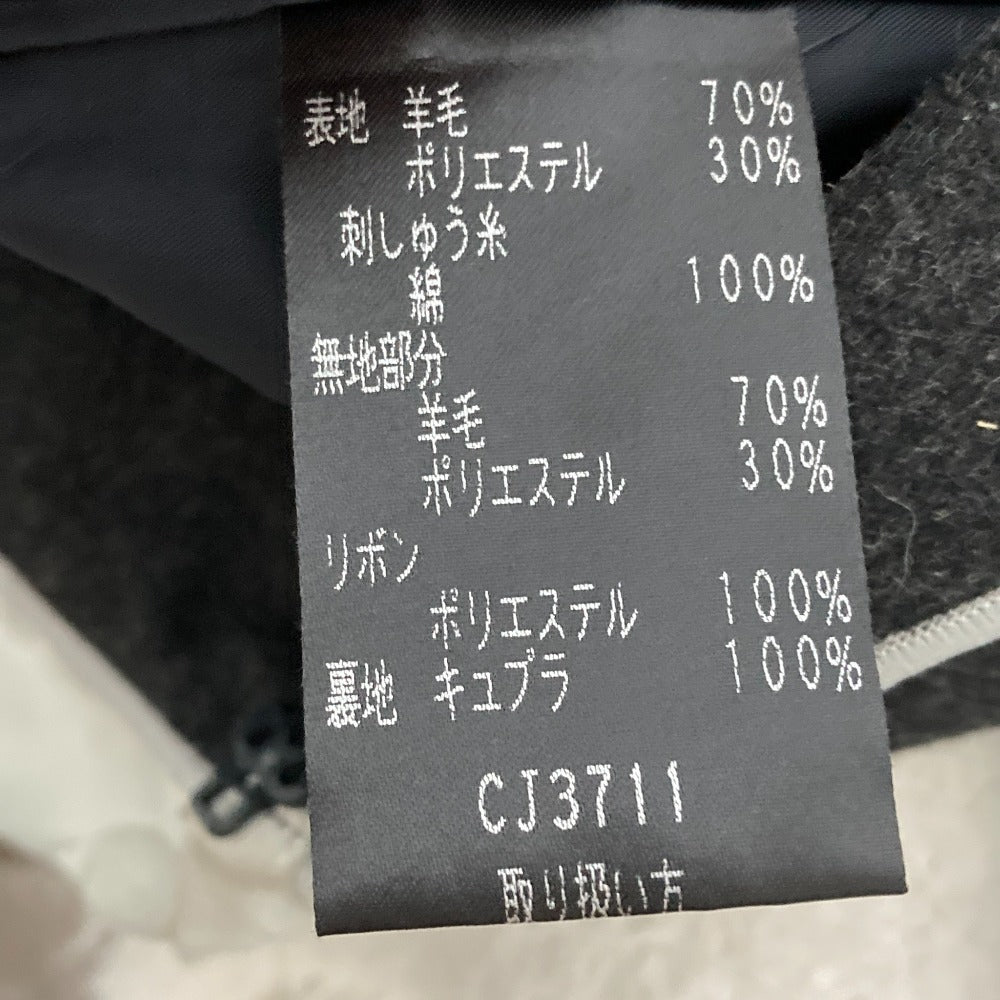 表地 羊毛 70%
ポリエステル 30%
刺しゅう糸
綿 100%
無地部分
羊毛 70%
ポリエステル 30%
リボン
ポリエステル 100%
裏地 キュプラ 100%
CJ3711
取り扱い方